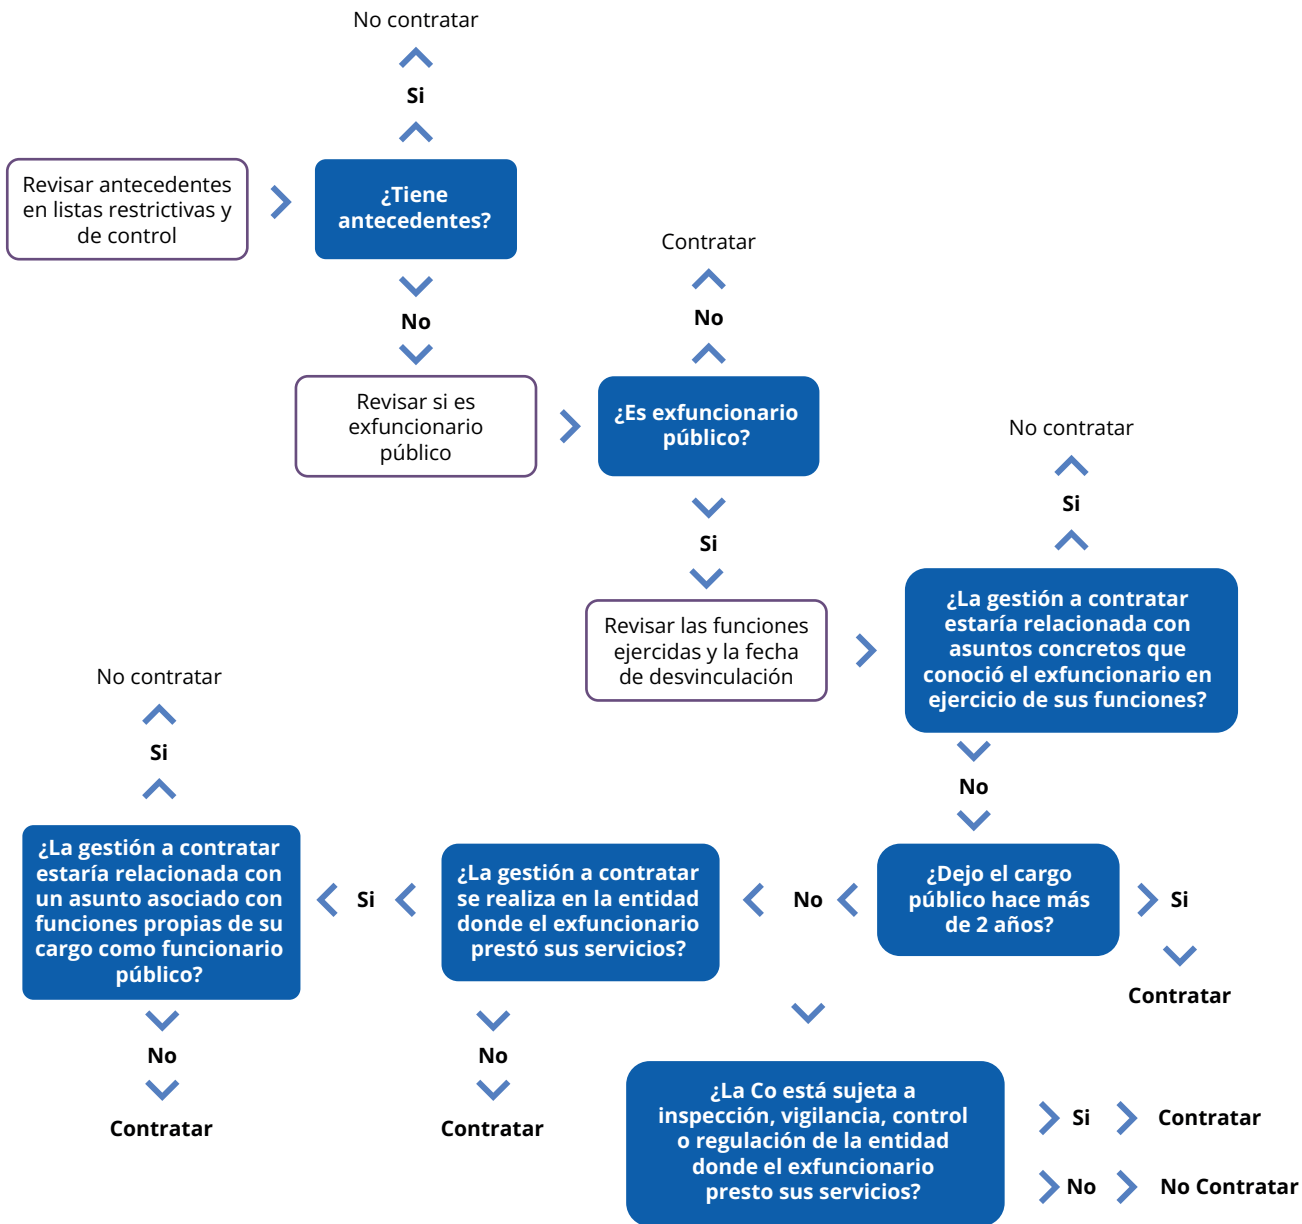 No contratar
Si
Revisar antecedentes
en listas restrictivas y
de control
¿Tiene
antecedentes?
No
Contratar
No
Revisar si es
exfuncionario
público
¿Es exfuncionario
público?
Si
No contratar
Si
Revisar las funciones
ejercidas y la fecha
de desvinculación
¿La gestión a contratar
estaría relacionada con
asuntos concretos que
conoció el exfuncionario en
ejercicio de sus funciones?
No
¿Dejo el cargo
público hace más
de 2 años?
Si
Contratar
No
¿La gestión a contratar
se realiza en la entidad
donde el exfuncionario
prestó sus servicios?
No
Contratar
Si
No contratar
Si
¿La gestión a contratar
estaría relacionada con
un asunto asociado con
funciones propias de su
cargo como funcionario
público?
No
Contratar
¿La Co está sujeta a
inspección, vigilancia, control
o regulación de la entidad
donde el exfuncionario
presto sus servicios?
Si
Contratar
No
No Contratar